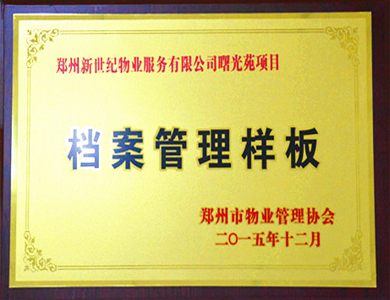 郑州新世纪物业服务有限公司曙光苑项目
档案管理样板
郑州市物业管理协会
二〇一五年十二月